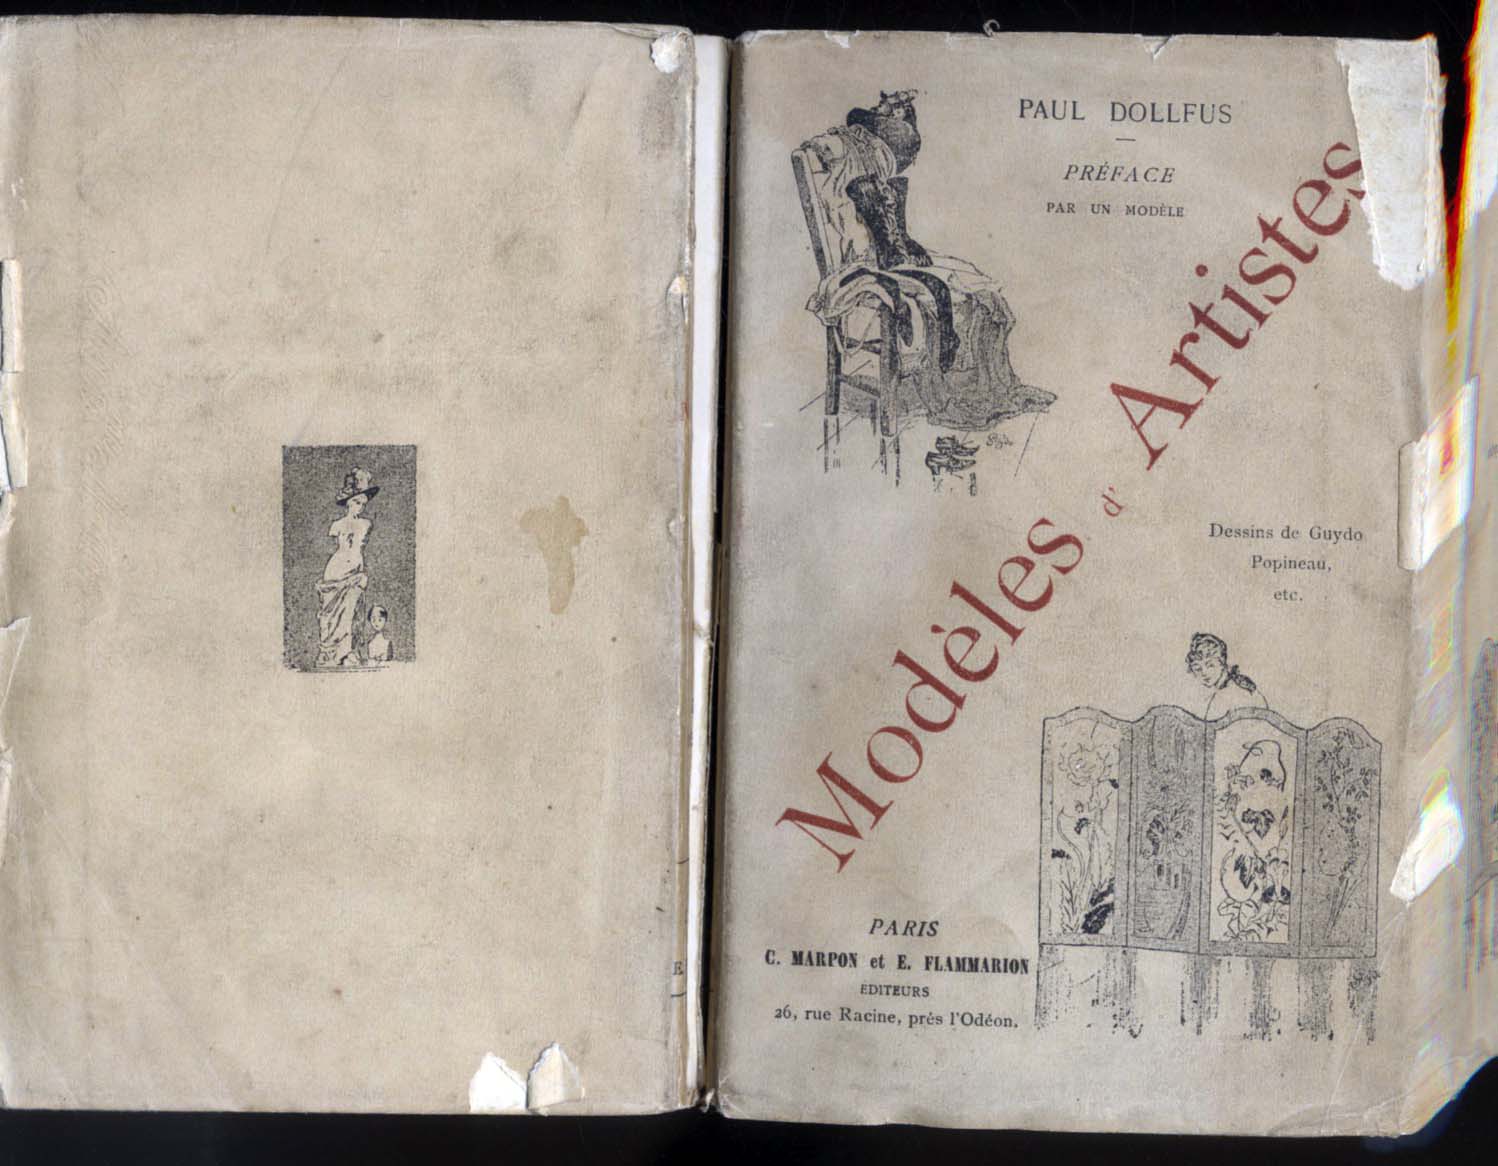 PAUL DOLLFUS
PRÉFACE
PAR UN MODÈLE
Modèles d'Artistes
Dessins de Guydo
Popineau,
etc.
PARIS
C. MARPON et E. FLAMMARION
ÉDITEURS
26, rue Racine, près l'Odéon.
E